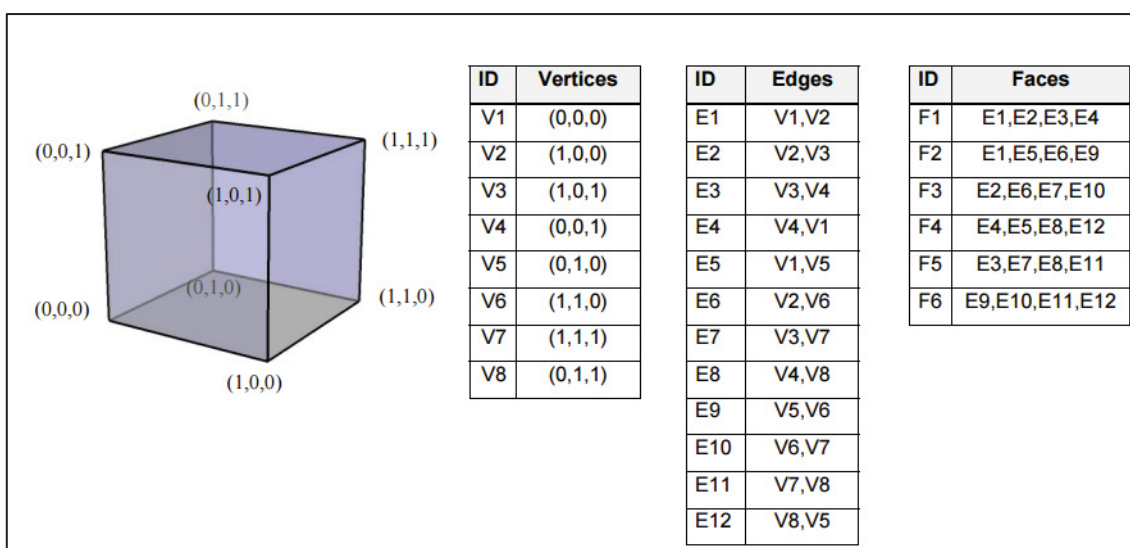 (0,1,1)
(0,0,1)
(1,1,1)
(1,0,1)
(0,1,0)
(0,0,0)
(1,1,0)
(1,0,0)
ID Vertices
V1 (0,0,0)
V2 (1,0,0)
V3 (1,0,1)
V4 (0,0,1)
V5 (0,1,0)
V6 (1,1,0)
V7 (1,1,1)
V8 (0,1,1)
ID Edges
E1 V1,V2
E2 V2,V3
E3 V3,V4
E4 V4,V1
E5 V1,V5
E6 V2,V6
E7 V3,V7
E8 V4,V8
E9 V5,V6
E10 V6,V7
E11 V7,V8
E12 V8,V5
ID Faces
F1 E1,E2,E3,E4
F2 E1,E5,E6,E9
F3 E2,E6,E7,E10
F4 E4,E5,E8,E12
F5 E3,E7,E8,E11
F6 E9,E10,E11,E12